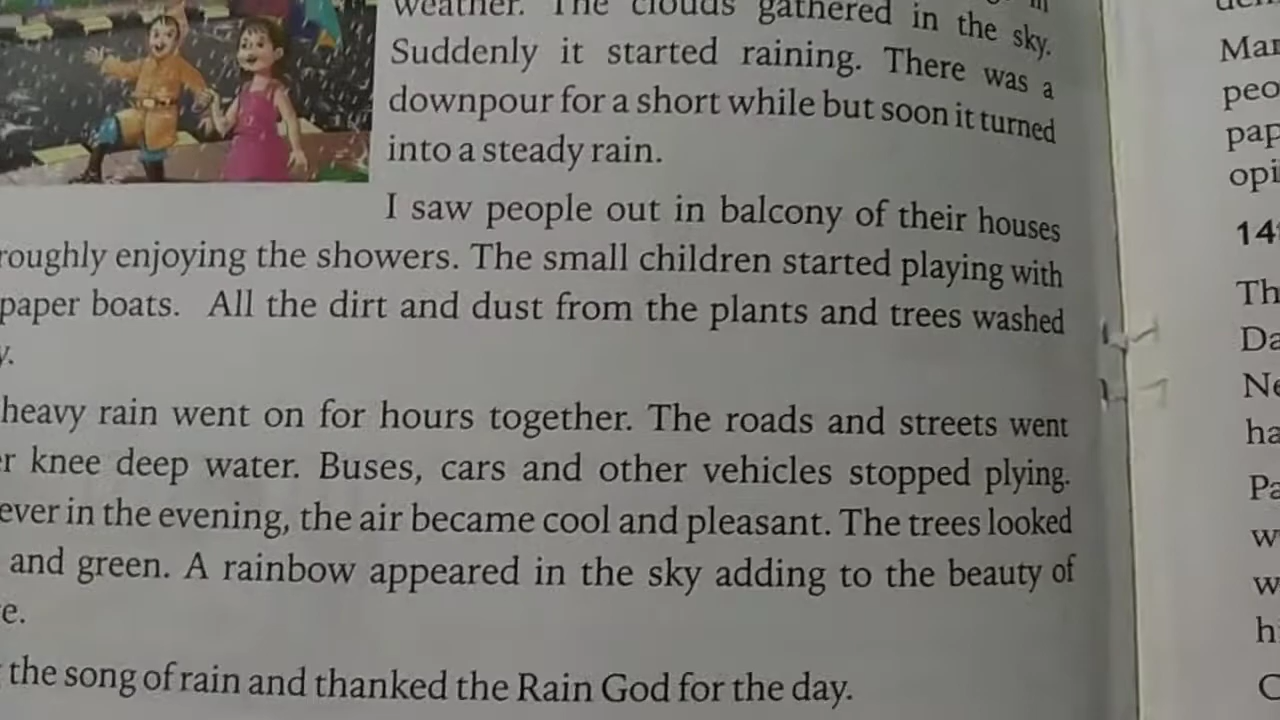 weather. The clouds gathered in the sky.
Suddenly it started raining. There was a
downpour for a short while but soon it turned
into a steady rain.
I saw people out in balcony of their houses
roughly enjoying the showers. The small children started playing with
paper boats. All the dirt and dust from the plants and trees washed
y.
heavy rain went on for hours together. The roads and streets went
r knee deep water. Buses, cars and other vehicles stopped plying.
ever in the evening, the air became cool and pleasant. The trees looked
and green. A rainbow appeared in the sky adding to the beauty of
e.
the song of rain and thanked the Rain God for the day.
Mar
peo
pap
opi
14
Th
Da
Ne
ha
Pa
w
w
h